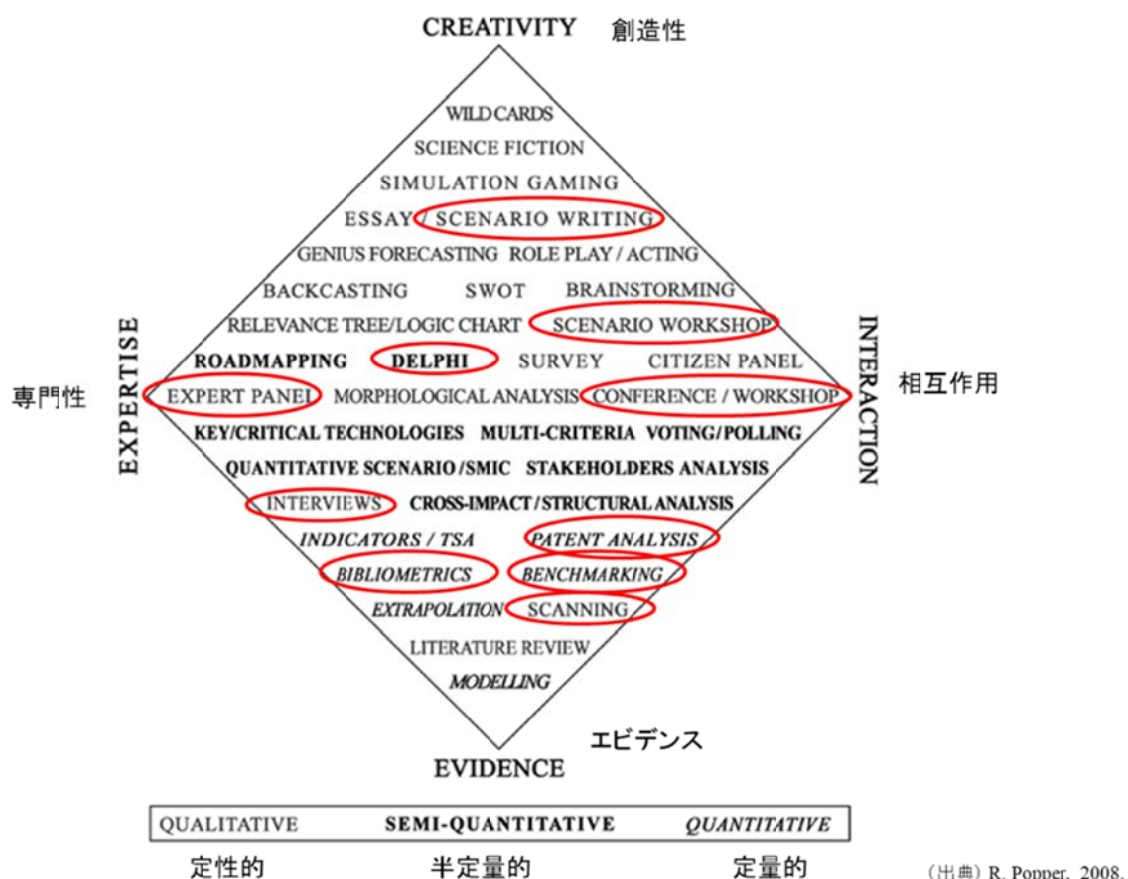 CREATIVITY 創造性
WILD CARDS
SCIENCE FICTION
SIMULATION GAMING
ESSAY / SCENARIO WRITING
GENIUS FORECASTING ROLE PLAY / ACTING
BACKCASTING SWOT BRAINSTORMING
RELEVANCE TREE/LOGIC CHART SCENARIO WORKSHOP
ROADMAPPING DELPHI SURVEY CITIZEN PANEL
専門性
EXPERTISE
EXPERT PANEL MORPHOLOGICAL ANALYSIS CONFERENCE / WORKSHOP
INTERACTION
相互作用
KEY/CRITICAL TECHNOLOGIES MULTI-CRITERIA VOTING/POLLING
QUANTITATIVE SCENARIO/SMIC STAKEHOLDERS ANALYSIS
INTERVIEWS CROSS-IMPACT/STRUCTURAL ANALYSIS
INDICATORS / TSA PATENT ANALYSIS
BIBLIOMETRICS BENCHMARKING
EXTRAPOLATION SCANNING
LITERATURE REVIEW
MODELLING
エビデンス
EVIDENCE
QUALITATIVE SEMI-QUANTITATIVE QUANTITATIVE
定性的 半定量的 定量的
（出典）R. Popper, 2008.